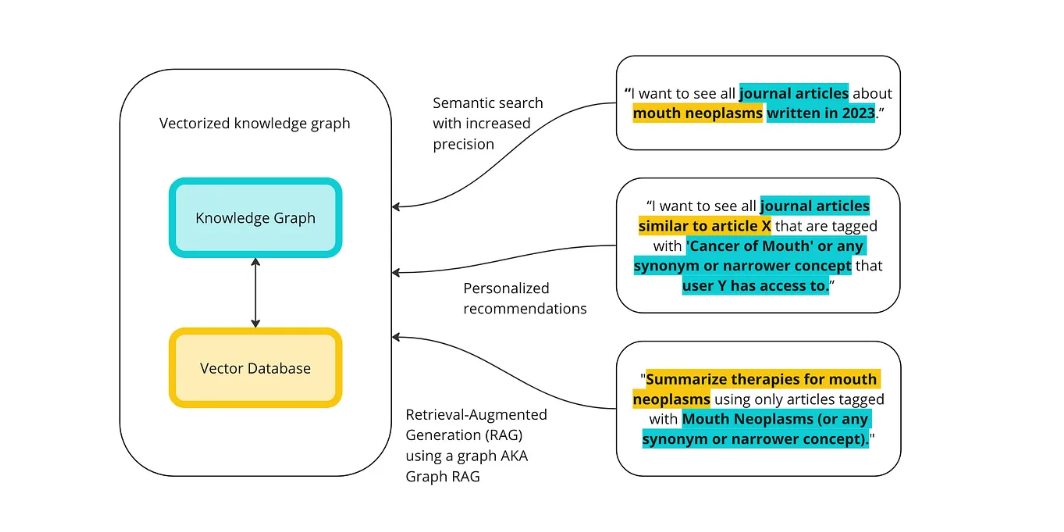 Vectorized knowledge graph
Knowledge Graph
Vector Database
Semantic search
with increased
precision
Personalized
recommendations
Retrieval-Augmented
Generation (RAG)
using a graph AKA
Graph RAG
“I want to see all journal articles about
mouth neoplasms written in 2023.”
“I want to see all journal articles
similar to article X that are tagged
with 'Cancer of Mouth' or any
synonym or narrower concept that
user Y has access to.”
"Summarize therapies for mouth
neoplasms using only articles tagged
with Mouth Neoplasms (or any
synonym or narrower concept)."